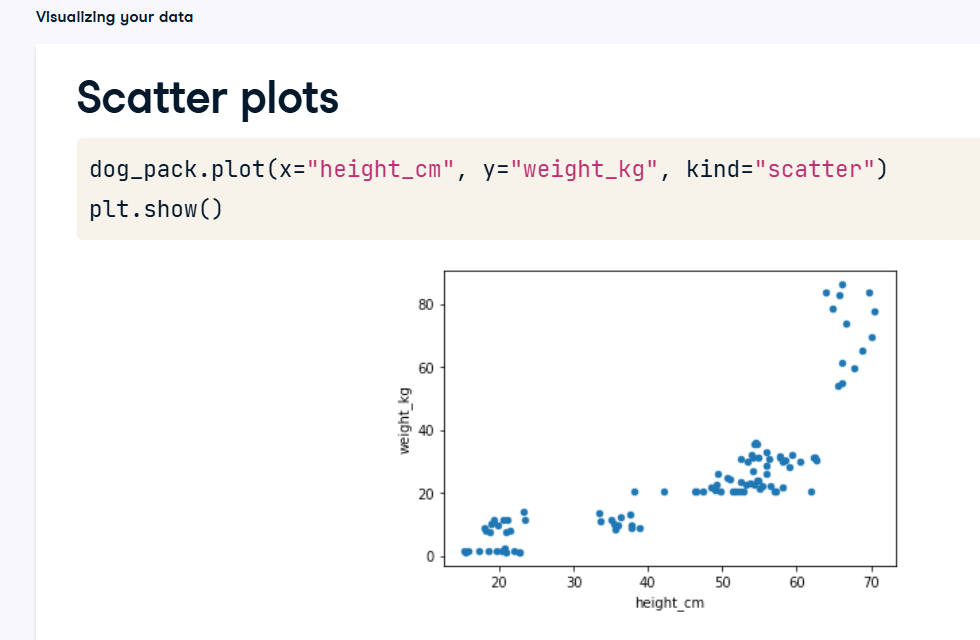 Visualizing your data
Scatter plots
dog_pack.plot(x="height_cm", y="weight_kg", kind="scatter")
plt.show()
80
60
40
20
0
weight_kg
20 30 40 50 60 70
height_cm